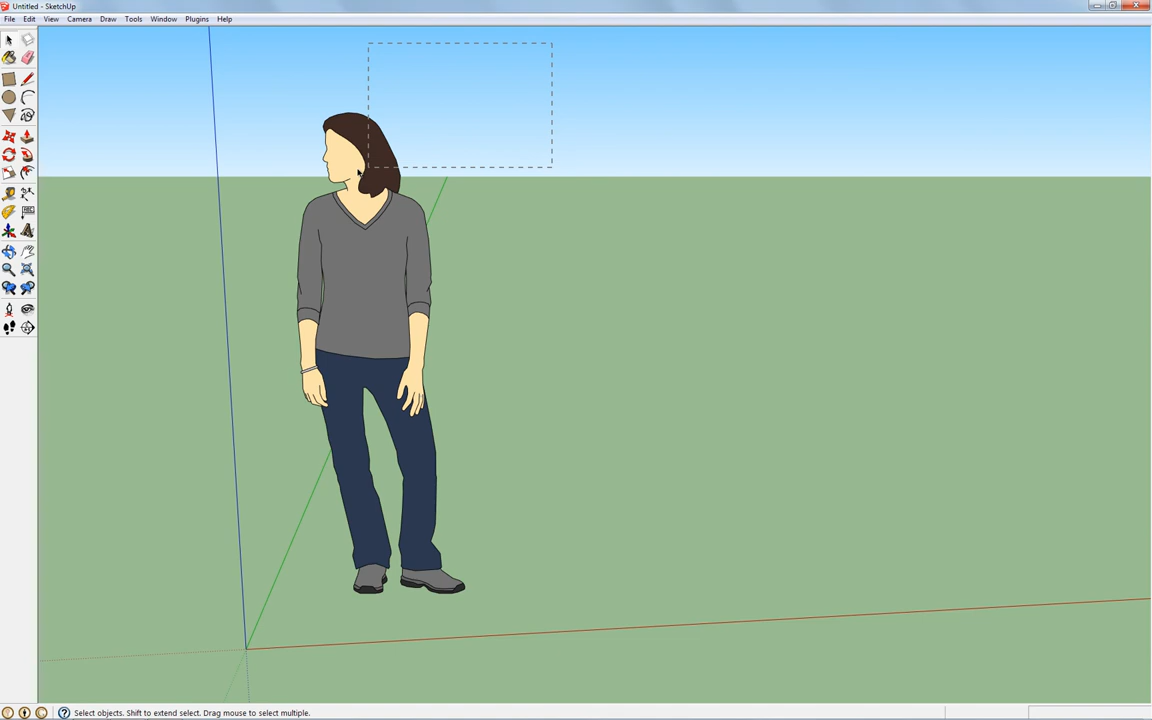 Untitled - SketchUp
File Edit View Camera Draw Tools Window Plugins Help
Select objects. Shift to extend select. Drag mouse to select multiple.